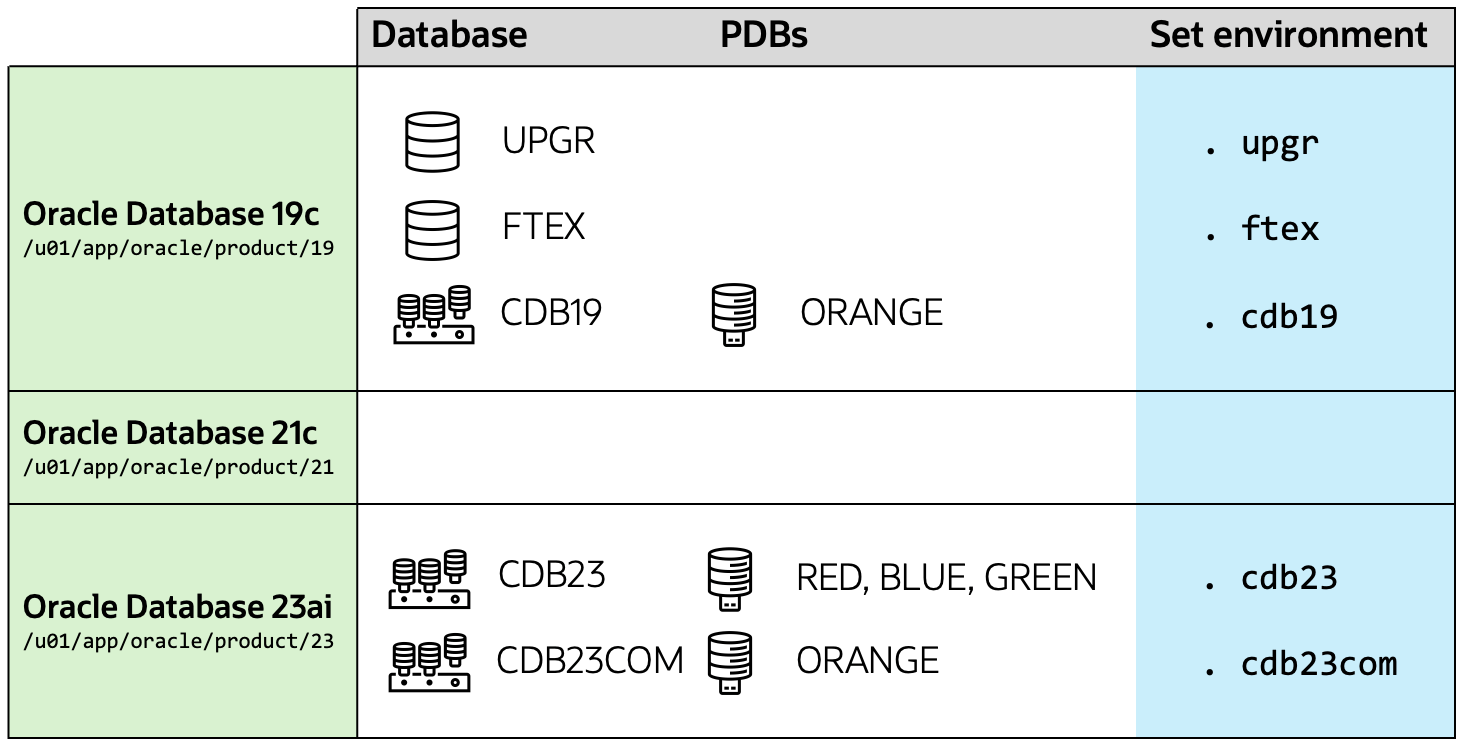 Database PDBs Set environment
Oracle Database 19c
/u01/app/oracle/product/19
UPGR . upgr
FTEX . ftex
CDB19 ORANGE . cdb19
Oracle Database 21c
/u01/app/oracle/product/21
Oracle Database 23ai
/u01/app/oracle/product/23
CDB23 RED, BLUE, GREEN . cdb23
CDB23COM ORANGE . cdb23com